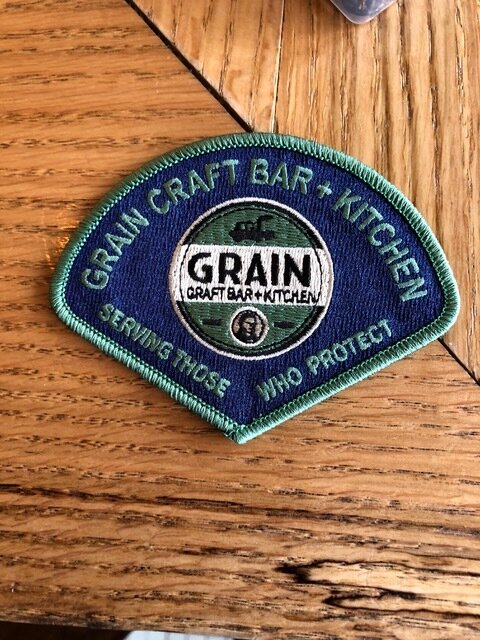 GRAIN CRAFT BAR + KITCHEN
GRAIN
CRAFT BAR + KITCHEN
SERVING THOSE WHO PROTECT